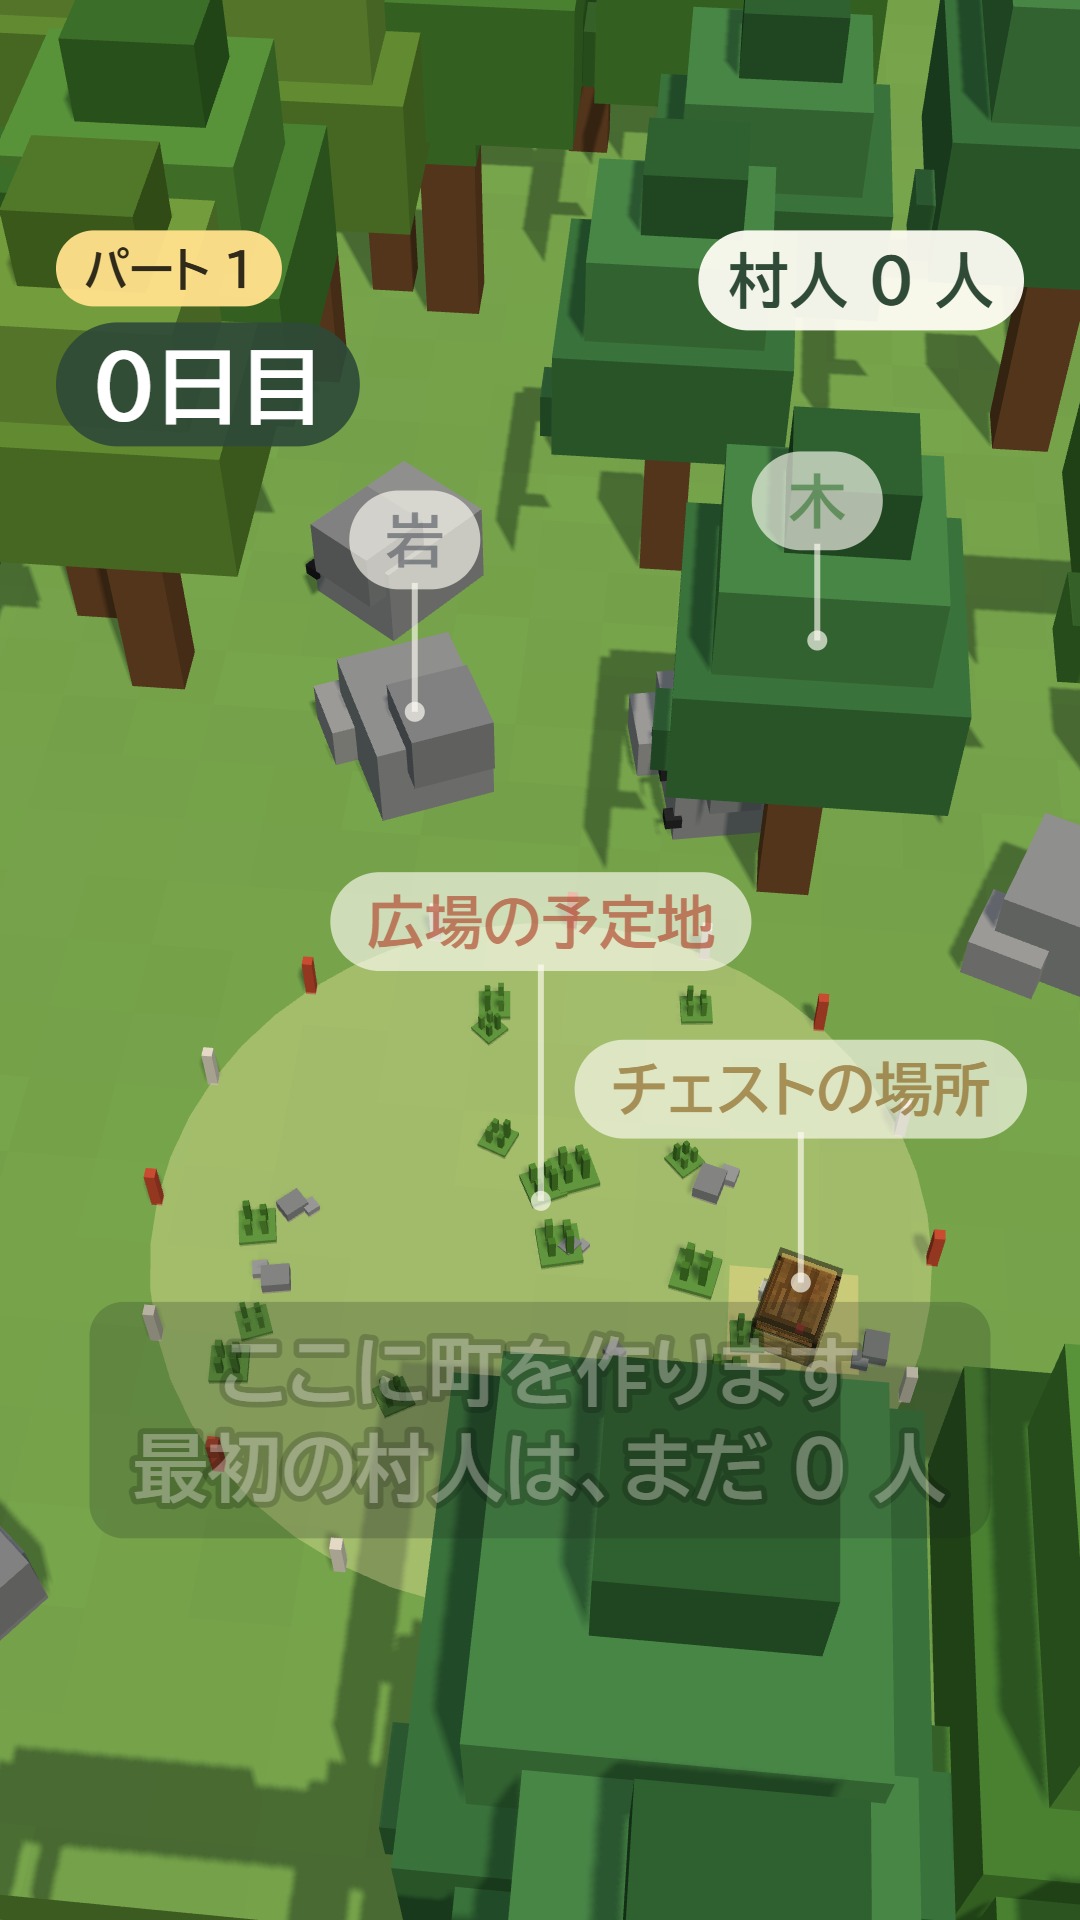 パート 1
村人 0 人
0日目
木
岩
広場の予定地
チェストの場所
ここに町を作ります
最初の村人は、まだ 0 人